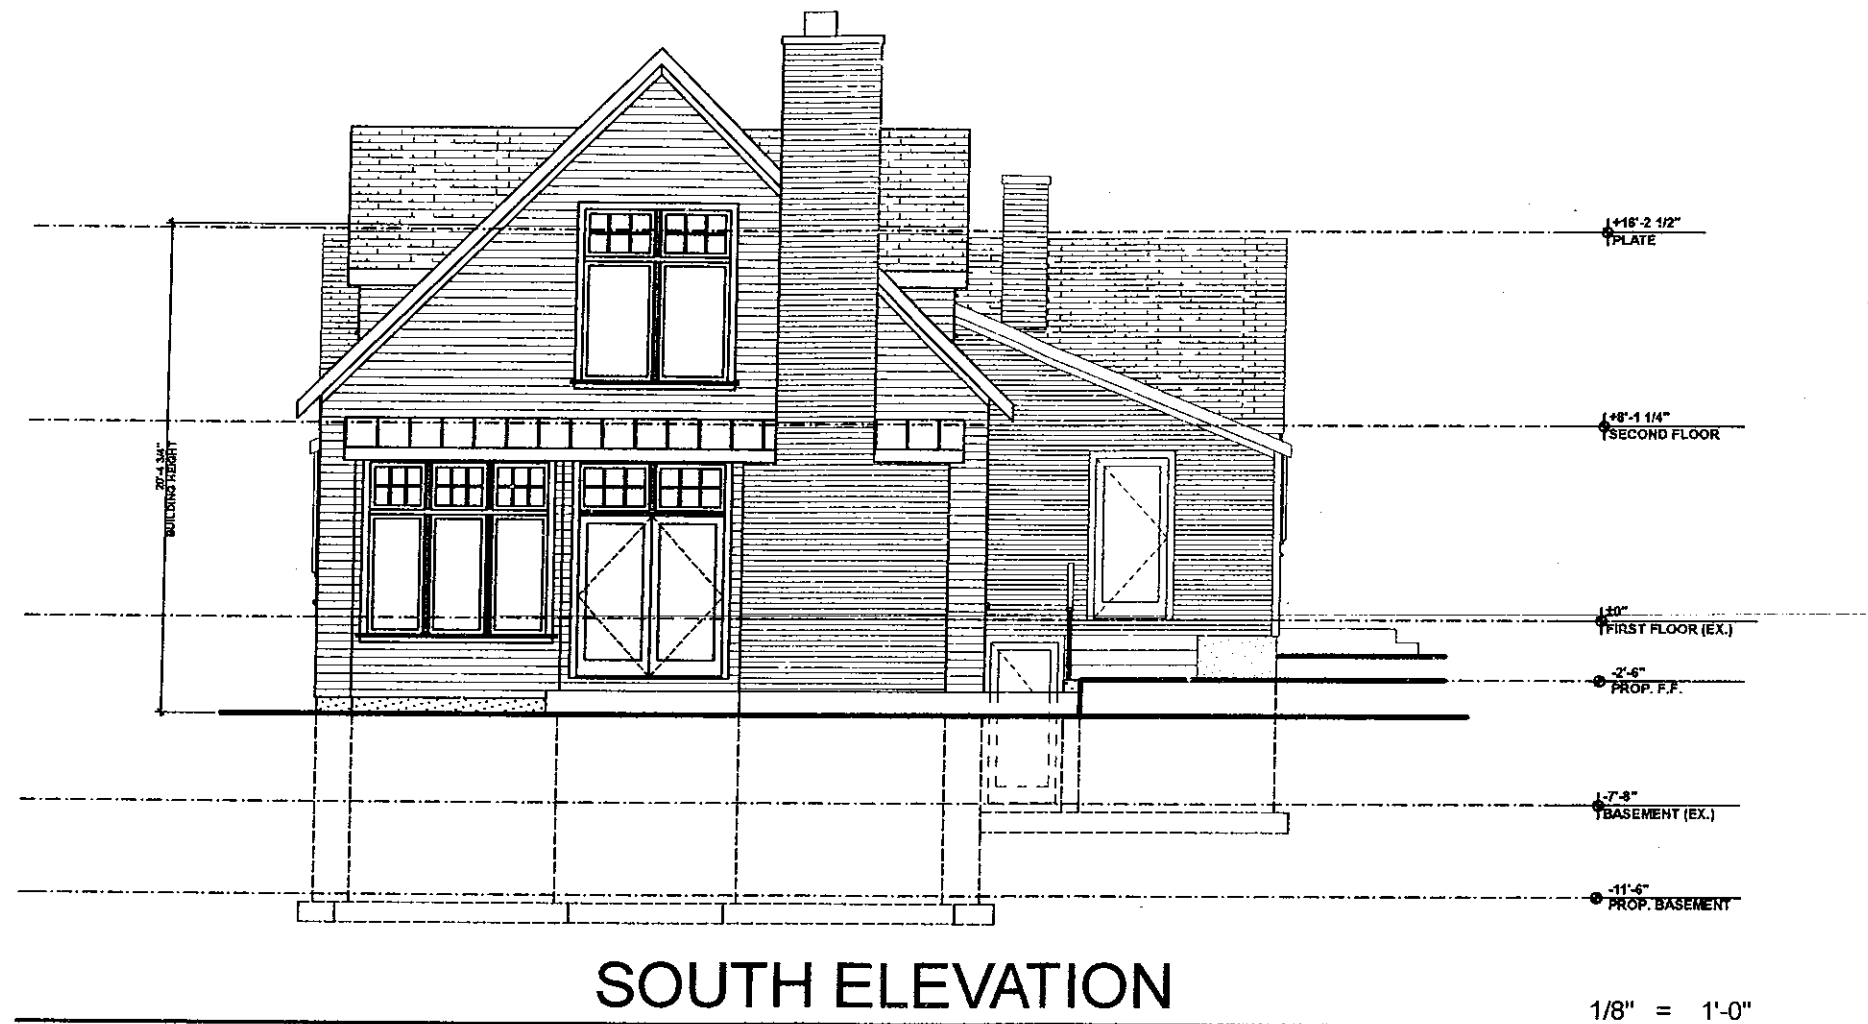 +16'-2 1/2"
PLATE
+8'-1 1/4"
SECOND FLOOR
20'-4 3/4"
BUILDING HEIGHT
±0"
FIRST FLOOR (EX.)
-2'-6"
PROP. F.F.
-7'-8"
BASEMENT (EX.)
-11'-6"
PROP. BASEMENT
SOUTH ELEVATION
1/8" = 1'-0"